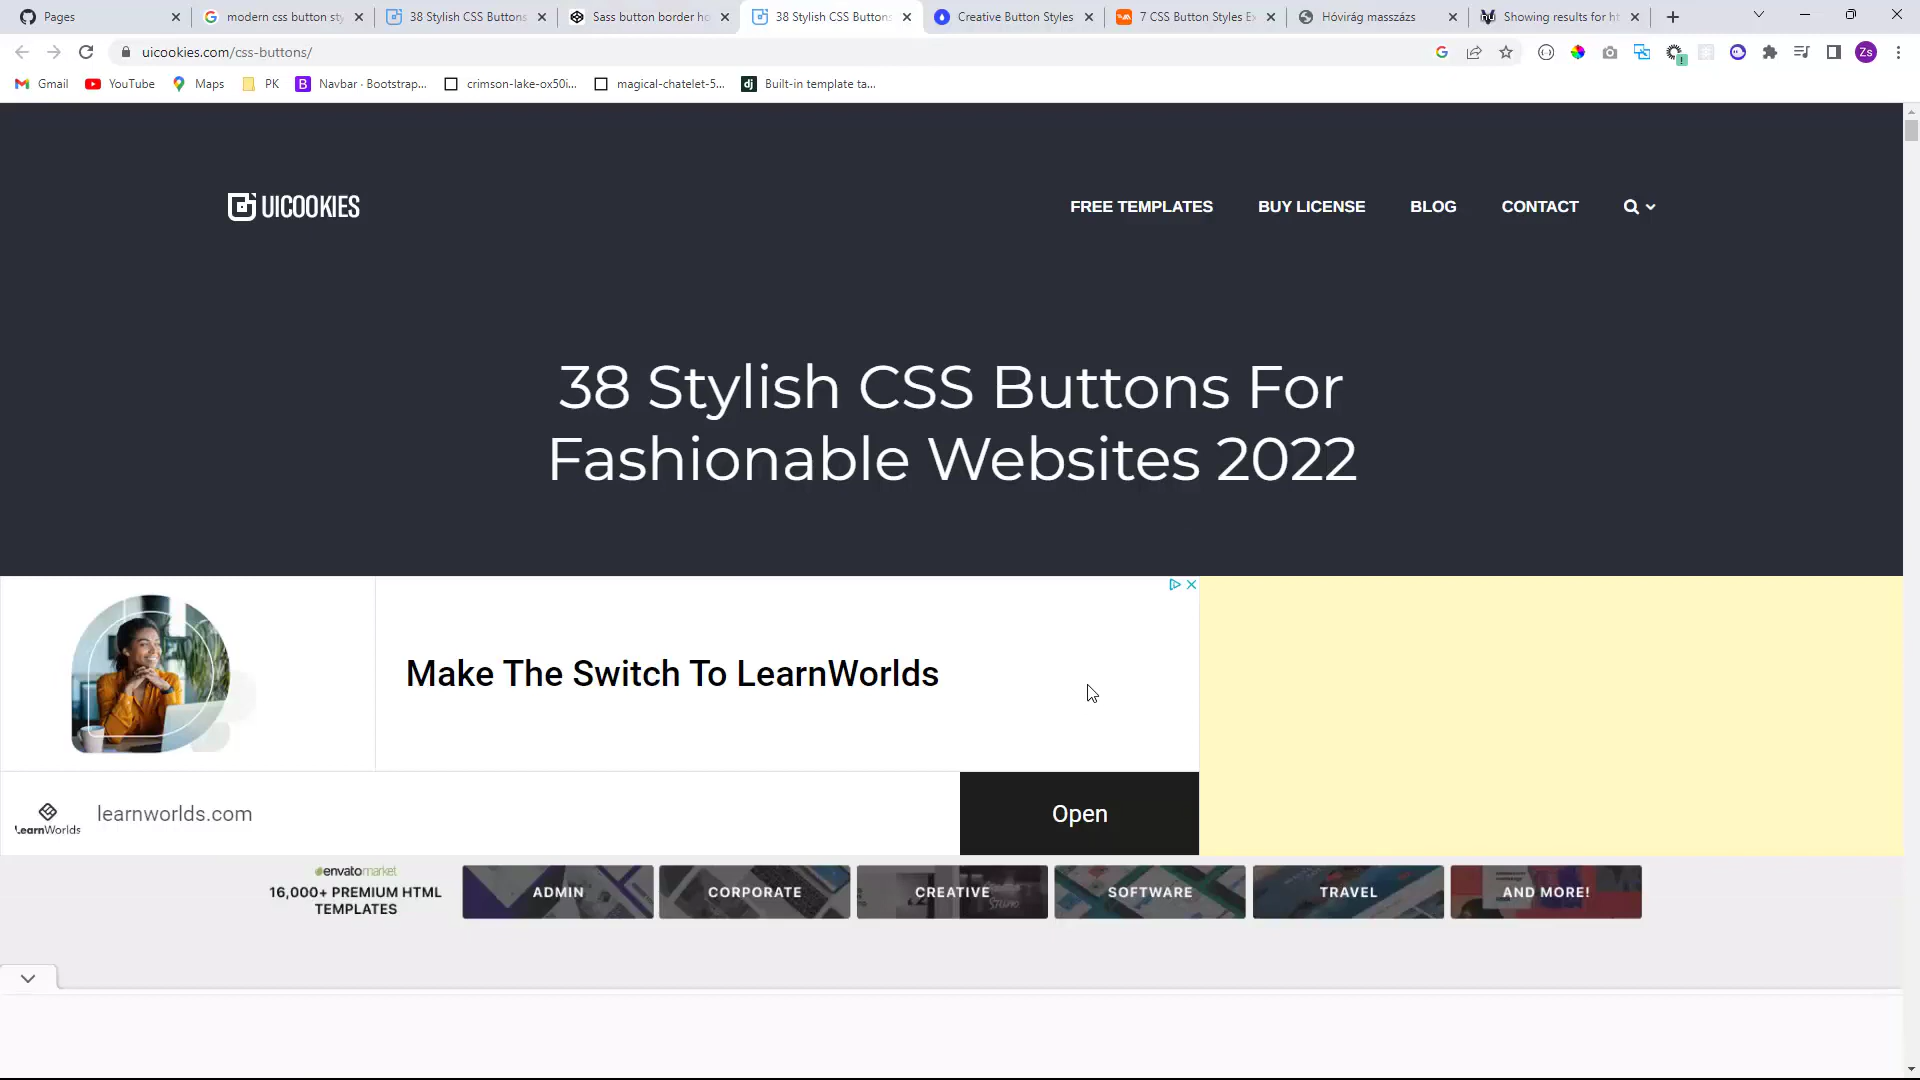 Pages
modern css button sty
38 Stylish CSS Buttons
Sass button border ho
38 Stylish CSS Buttons
Creative Button Styles
7 CSS Button Styles Ex
Hóvirág masszázs
Showing results for ht
uicookies.com/css-buttons/
Zs
Gmail
YouTube
Maps
PK
Navbar · Bootstrap...
crimson-lake-ox50i...
magical-chatelet-5...
Built-in template ta...
UICOOKIES
FREE TEMPLATES
BUY LICENSE
BLOG
CONTACT
38 Stylish CSS Buttons For
Fashionable Websites 2022
Make The Switch To LearnWorlds
LearnWorlds
learnworlds.com
Open
envatomarket
16,000+ PREMIUM HTML
TEMPLATES
ADMIN
CORPORATE
CREATIVE
SOFTWARE
TRAVEL
AND MORE!